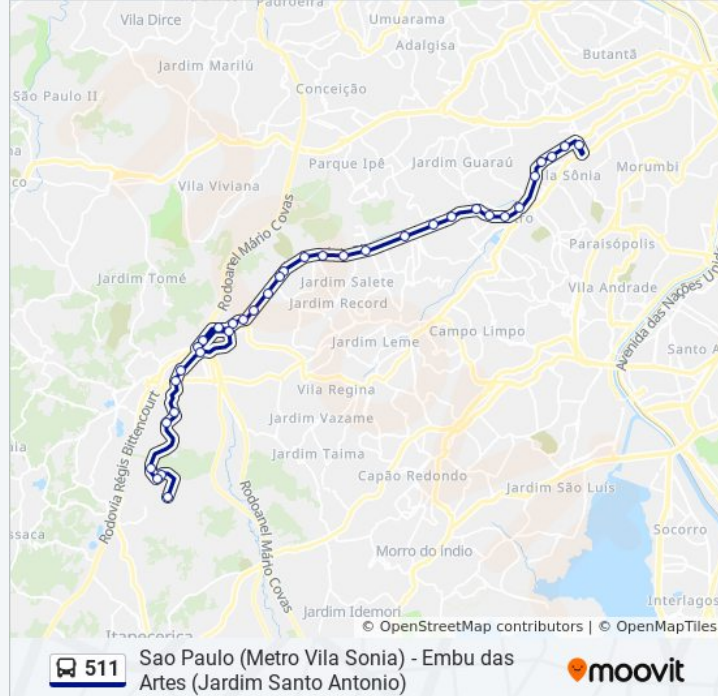 Vila Dirce
Padroeira
Umuarama
Adalgisa
Butantã
Jardim Marilú
Conceição
São Paulo II
Parque Ipê
Jardim Guaraú
Vila Sônia
Morumbi
Vila Viviana
Rodoanel Mário Covas
Paraisópolis
Jardim Tomé
Jardim Salete
Vila Andrade
Avenida das Nações Unid
Jardim Record
Campo Limpo
Jardim Leme
Santo A
Vila Regina
Rodovia Régis Bittencourt
Jardim Vazame
Jardim Taima
Capão Redondo
Jardim São Luís
Rodoanel Mário Covas
Socorro
Morro do Índio
Interlagos
Jardim Idemori
Itapecerica
© OpenStreetMap contributors | © OpenMapTiles
511
Sao Paulo (Metro Vila Sonia) - Embu das
Artes (Jardim Santo Antonio)
moovit